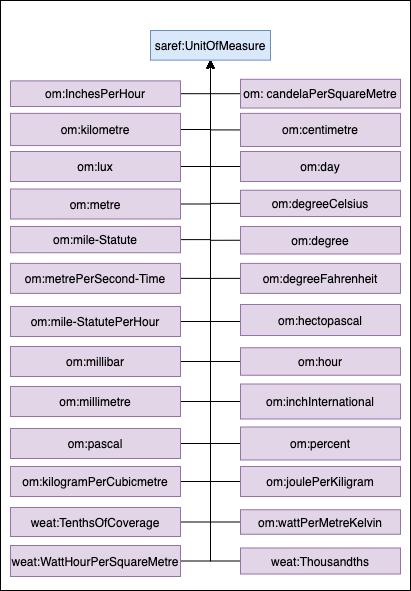 saref:UnitOfMeasure
om:InchesPerHour
om: candelaPerSquareMetre
om:kilometre
om:centimetre
om:lux
om:day
om:metre
om:degreeCelsius
om:mile-Statute
om:degree
om:metrePerSecond-Time
om:degreeFahrenheit
om:mile-StatutePerHour
om:hectopascal
om:millibar
om:hour
om:millimetre
om:inchInternational
om:pascal
om:percent
om:kilogramPerCubicmetre
om:joulePerKiligram
weat:TenthsOfCoverage
om:wattPerMetreKelvin
weat:WattHourPerSquareMetre
weat:Thousandths